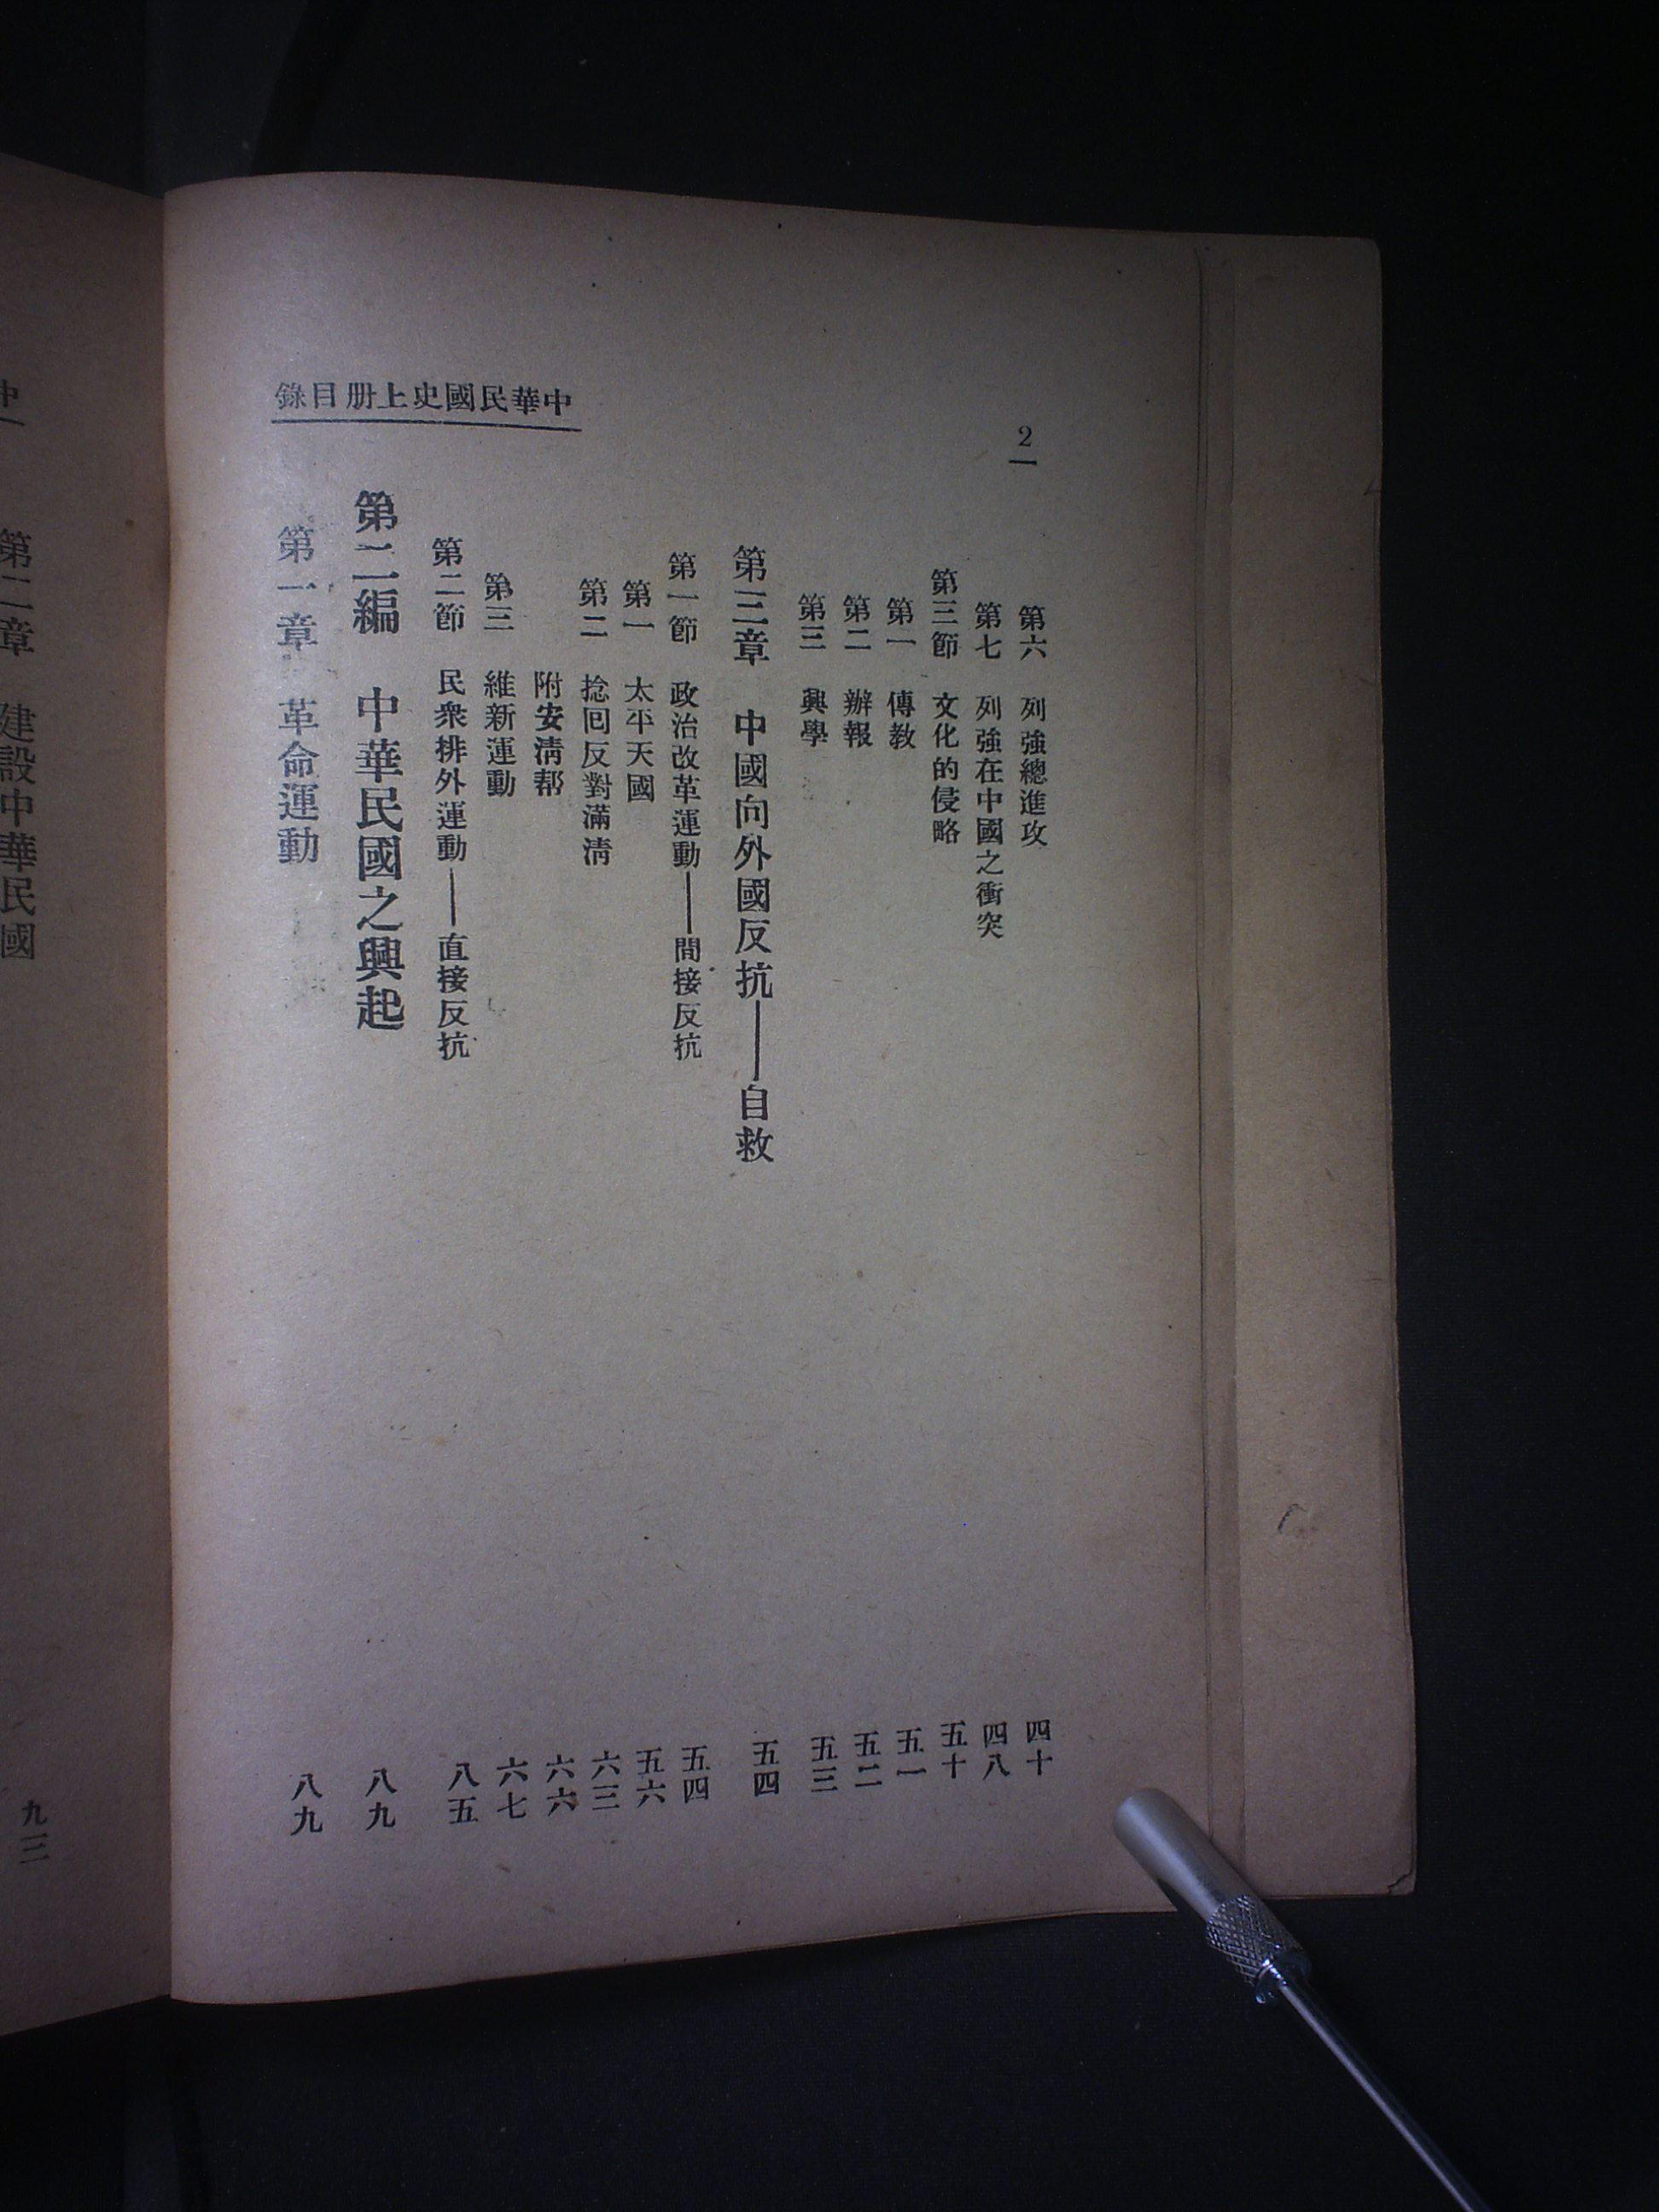 中華民國史上册目錄
2
第六 列強總進攻 四十
第七 列強在中國之衝突 四八
第三節 文化的侵略 五十
第一 傳教 五一
第二 辦報 五二
第三 興學 五三
第三章 中國向外國反抗——自救 五四
第一節 政治改革運動——間接反抗 五四
第一 太平天國 五六
第二 捻回反對滿淸 六三
附安淸幇 六六
第三 維新運動 六七
第二節 民衆排外運動——直接反抗 八五
第二編 中華民國之興起 八九
第一章 革命運動 八九
第二章 建設中華民國 九三